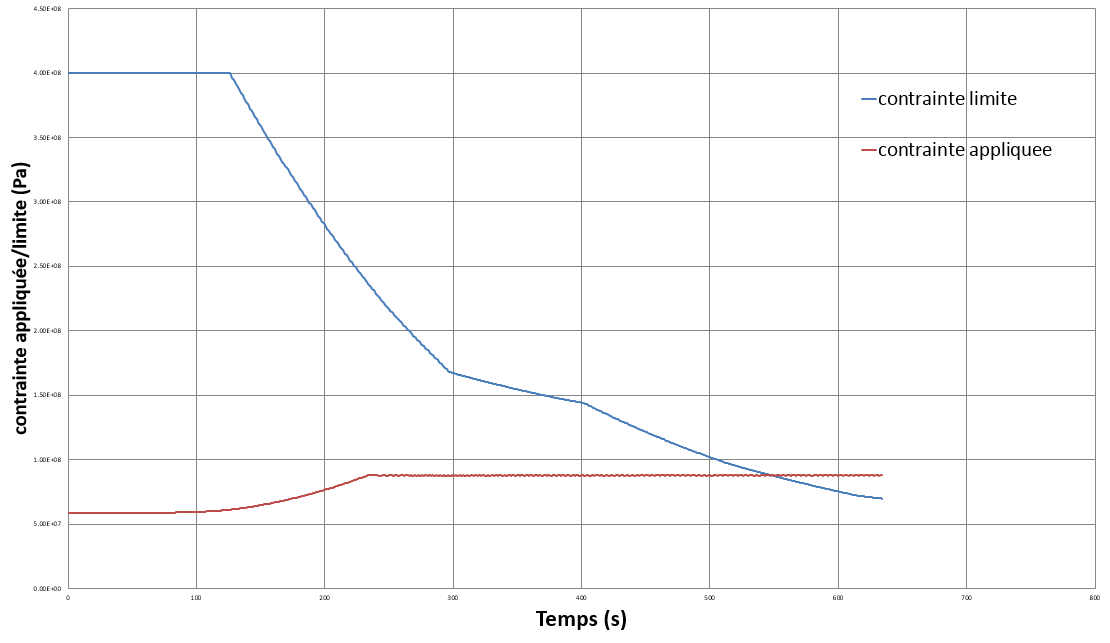 4.50E+08
4.00E+08
3.50E+08
3.00E+08
2.50E+08
2.00E+08
1.50E+08
1.00E+08
5.00E+07
0.00E+00
contrainte appliquée/limite (Pa)
contrainte limite
contrainte appliquee
0 100 200 300 400 500 600 700 800
Temps (s)